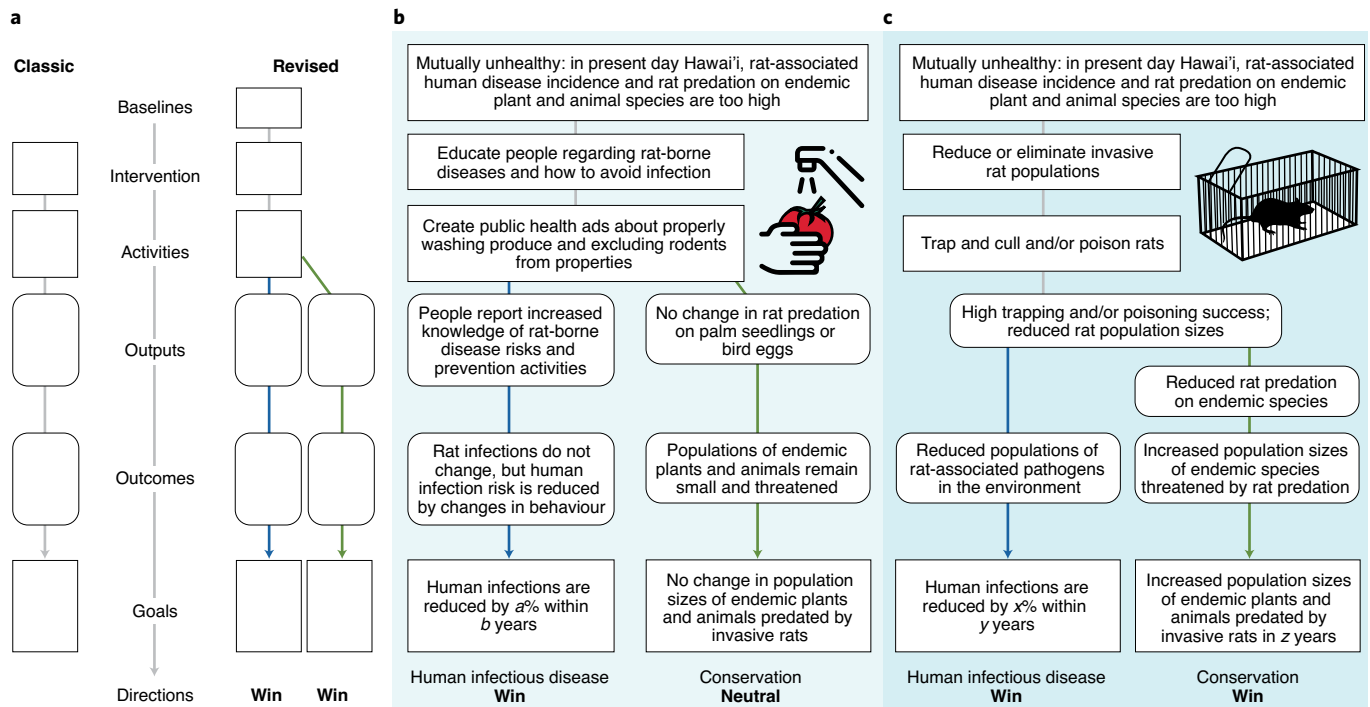 a
Classic
Revised
Baselines
Intervention
Activities
Outputs
Outcomes
Goals
Directions
Win
Win
b
Mutually unhealthy: in present day Hawai'i, rat-associated
human disease incidence and rat predation on endemic
plant and animal species are too high
Educate people regarding rat-borne
diseases and how to avoid infection
Create public health ads about properly
washing produce and excluding rodents
from properties
People report increased
knowledge of rat-borne
disease risks and
prevention activities
No change in rat predation
on palm seedlings or
bird eggs
Rat infections do not
change, but human
infection risk is reduced
by changes in behaviour
Populations of endemic
plants and animals remain
small and threatened
Human infections are
reduced by a% within
b years
No change in population
sizes of endemic plants
and animals predated by
invasive rats
Human infectious disease
Win
Conservation
Neutral
c
Mutually unhealthy: in present day Hawai'i, rat-associated
human disease incidence and rat predation on endemic
plant and animal species are too high
Reduce or eliminate invasive
rat populations
Trap and cull and/or poison rats
High trapping and/or poisoning success;
reduced rat population sizes
Reduced rat predation
on endemic species
Reduced populations of
rat-associated pathogens
in the environment
Increased population sizes
of endemic species
threatened by rat predation
Human infections are
reduced by x% within
y years
Increased population sizes
of endemic plants and
animals predated by
invasive rats in z years
Human infectious disease
Win
Conservation
Win